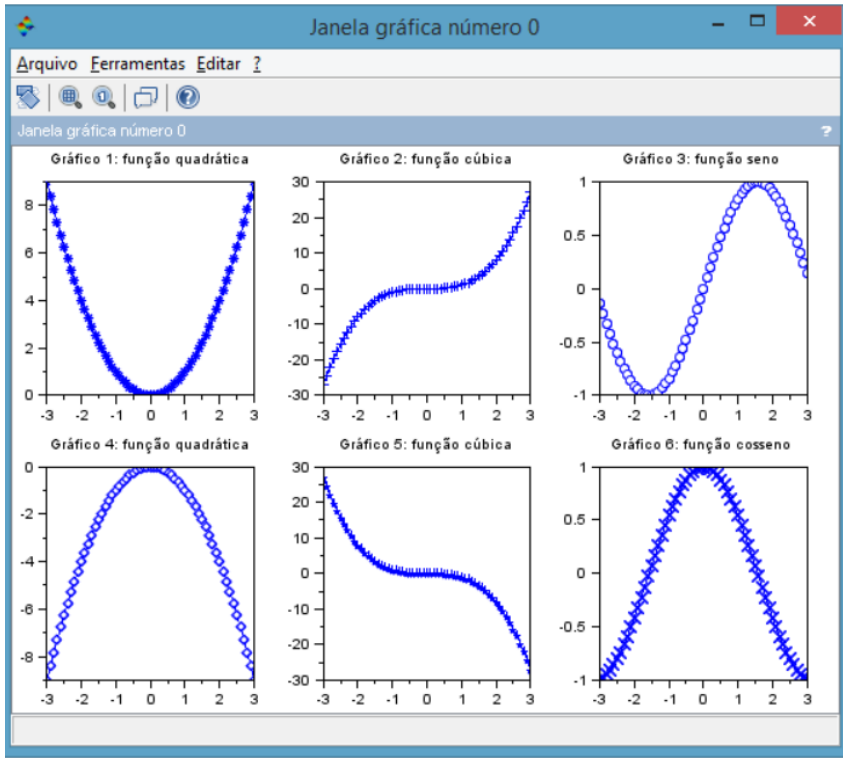 Janela gráfica número 0
Arquivo Ferramentas Editar ?
Janela gráfica número 0 ?
Gráfico 1: função quadrática
8
6
4
2
0
-3 -2 -1 0 1 2 3
Gráfico 2: função cúbica
30
20
10
0
-10
-20
-30
-3 -2 -1 0 1 2 3
Gráfico 3: função seno
1
0.5
0
-0.5
-1
-3 -2 -1 0 1 2 3
Gráfico 4: função quadrática
0
-2
-4
-6
-8
-3 -2 -1 0 1 2 3
Gráfico 5: função cúbica
30
20
10
0
-10
-20
-30
-3 -2 -1 0 1 2 3
Gráfico 6: função cosseno
1
0.5
0
-0.5
-1
-3 -2 -1 0 1 2 3